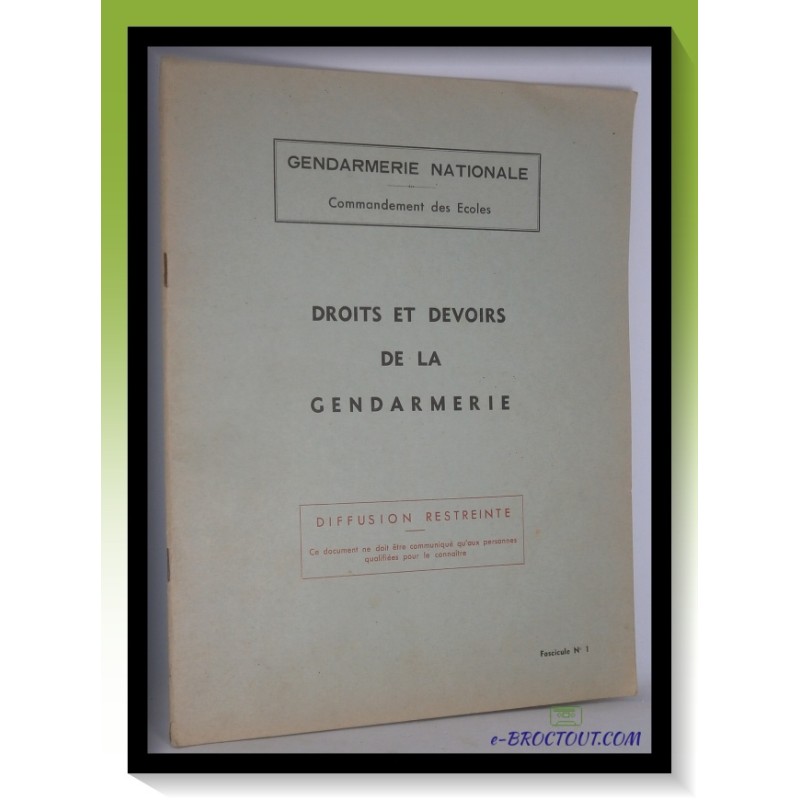 GENDARMERIE NATIONALE
Commandement des Ecoles
DROITS ET DEVOIRS
DE LA
GENDARMERIE
DIFFUSION RESTREINTE
Ce document ne doit être communiqué qu'aux personnes
qualifiées pour le connaître
Fascicule N° 1
e-BROCTOUT.COM